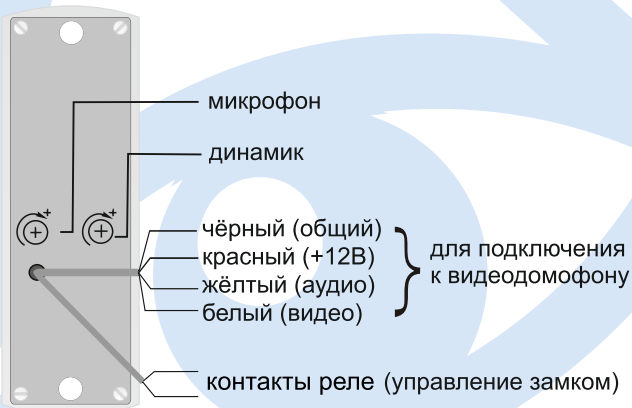 микрофон
динамик
чёрный (общий)
красный (+12В)
жёлтый (аудио)
белый (видео)
для подключения
к видеодомофону
контакты реле (управление замком)